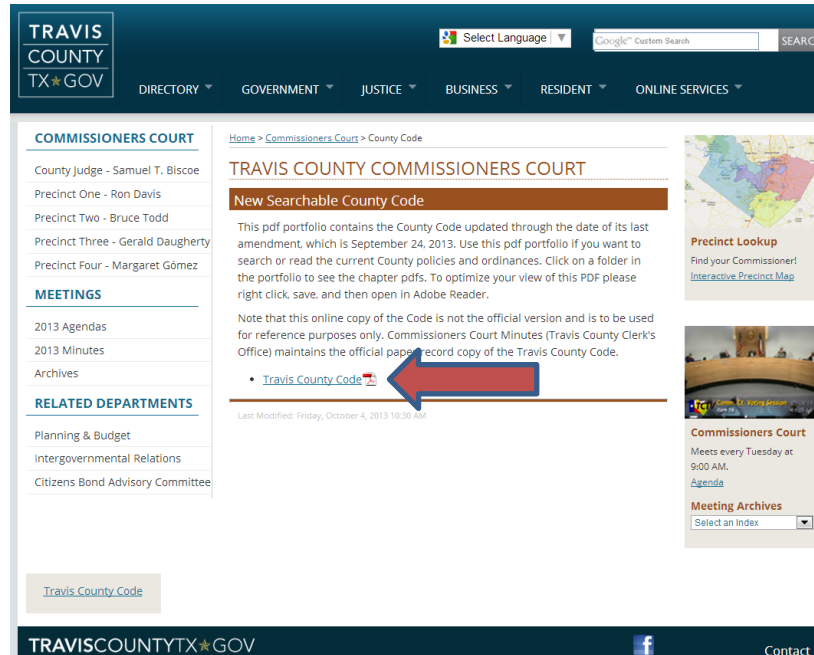 TRAVIS
COUNTY
TX★GOV
Select Language ▼
Google™ Custom Search
SEARC
DIRECTORY
GOVERNMENT
JUSTICE
BUSINESS
RESIDENT
ONLINE SERVICES
COMMISSIONERS COURT
County Judge - Samuel T. Biscoe
Precinct One - Ron Davis
Precinct Two - Bruce Todd
Precinct Three - Gerald Daugherty
Precinct Four - Margaret Gómez
MEETINGS
2013 Agendas
2013 Minutes
Archives
RELATED DEPARTMENTS
Planning & Budget
Intergovernmental Relations
Citizens Bond Advisory Committee
Travis County Code
Home > Commissioners Court > County Code
TRAVIS COUNTY COMMISSIONERS COURT
New Searchable County Code
This pdf portfolio contains the County Code updated through the date of its last
amendment, which is September 24, 2013. Use this pdf portfolio if you want to
search or read the current County policies and ordinances. Click on a folder in
the portfolio to see the chapter pdfs. To optimize your view of this PDF please
right click, save, and then open in Adobe Reader.
Note that this online copy of the Code is not the official version and is to be used
for reference purposes only. Commissioners Court Minutes (Travis County Clerk's
Office) maintains the official paper record copy of the Travis County Code.
• Travis County Code
Last Modified: Friday, October 4, 2013 10:30 AM
Precinct Lookup
Find your Commissioner!
Interactive Precinct Map
Comm. Ct. Voting Session
Commissioners Court
Meets every Tuesday at
9:00 AM.
Agenda
Meeting Archives
Select an Index
TRAVISCOUNTYTX★GOV
f
Contact